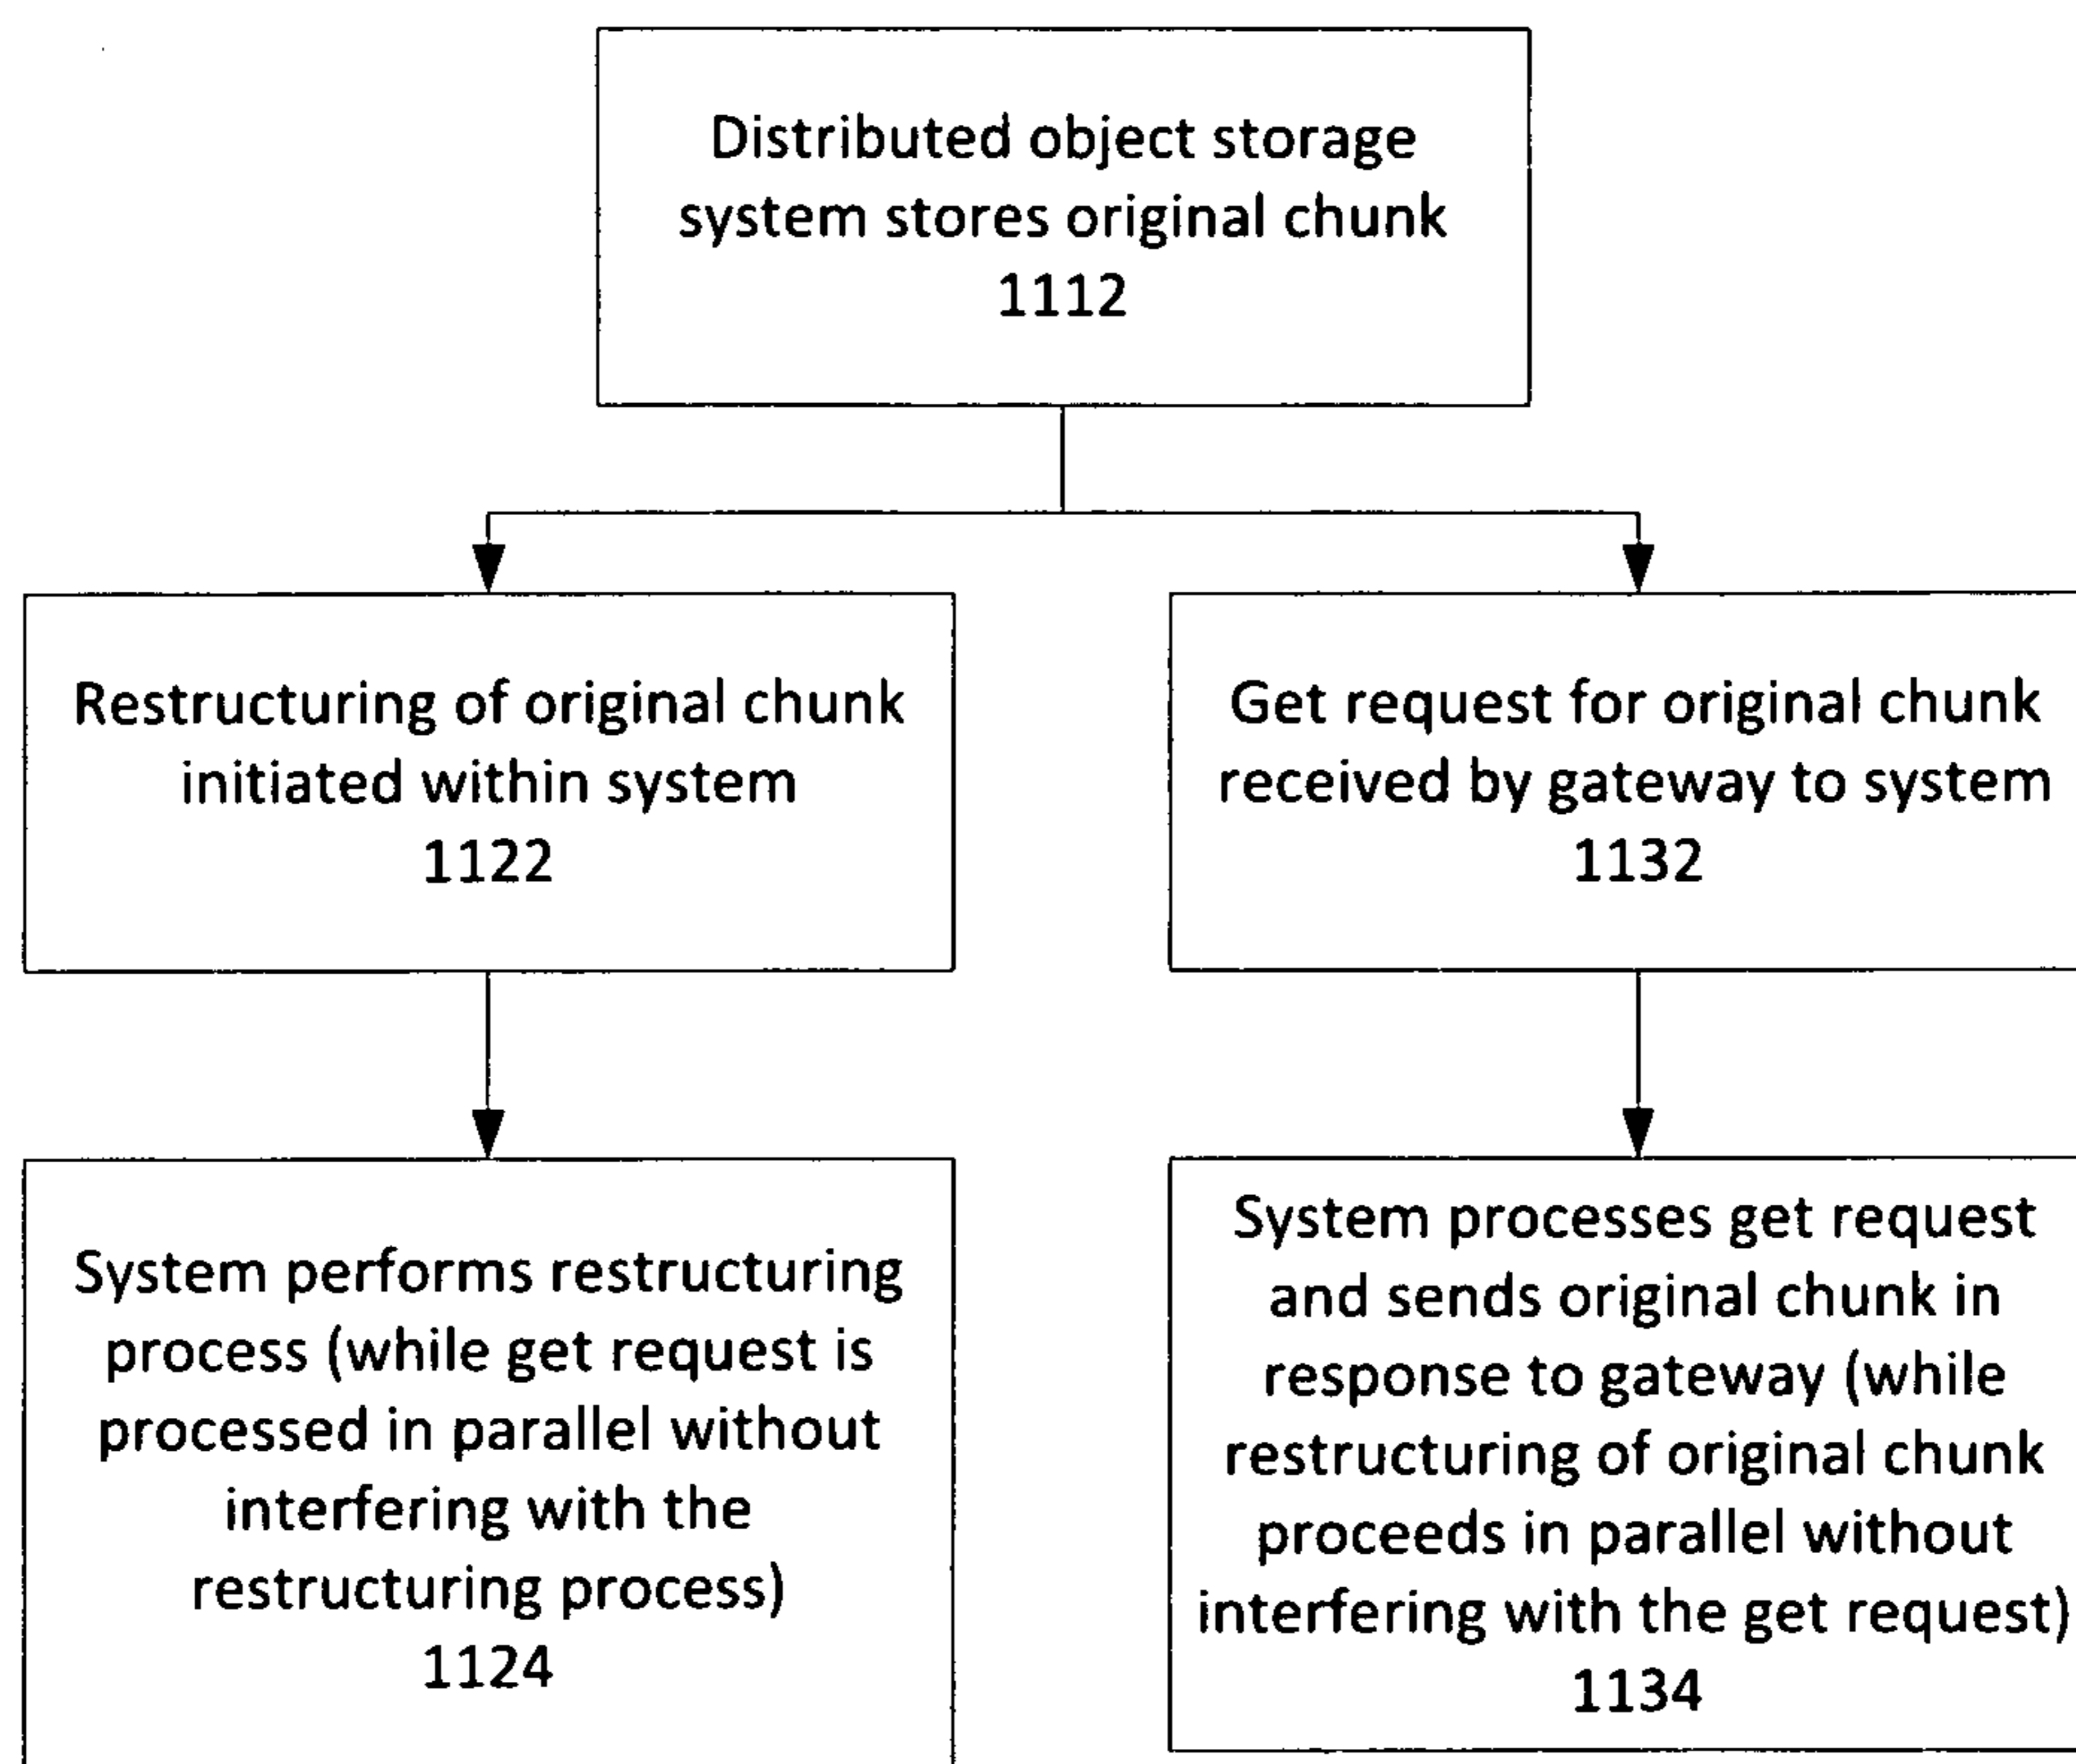 Distributed object storage
system stores original chunk
1112
Restructuring of original chunk
initiated within system
1122
Get request for original chunk
received by gateway to system
1132
System performs restructuring
process (while get request is
processed in parallel without
interfering with the
restructuring process)
1124
System processes get request
and sends original chunk in
response to gateway (while
restructuring of original chunk
proceeds in parallel without
interfering with the get request)
1134